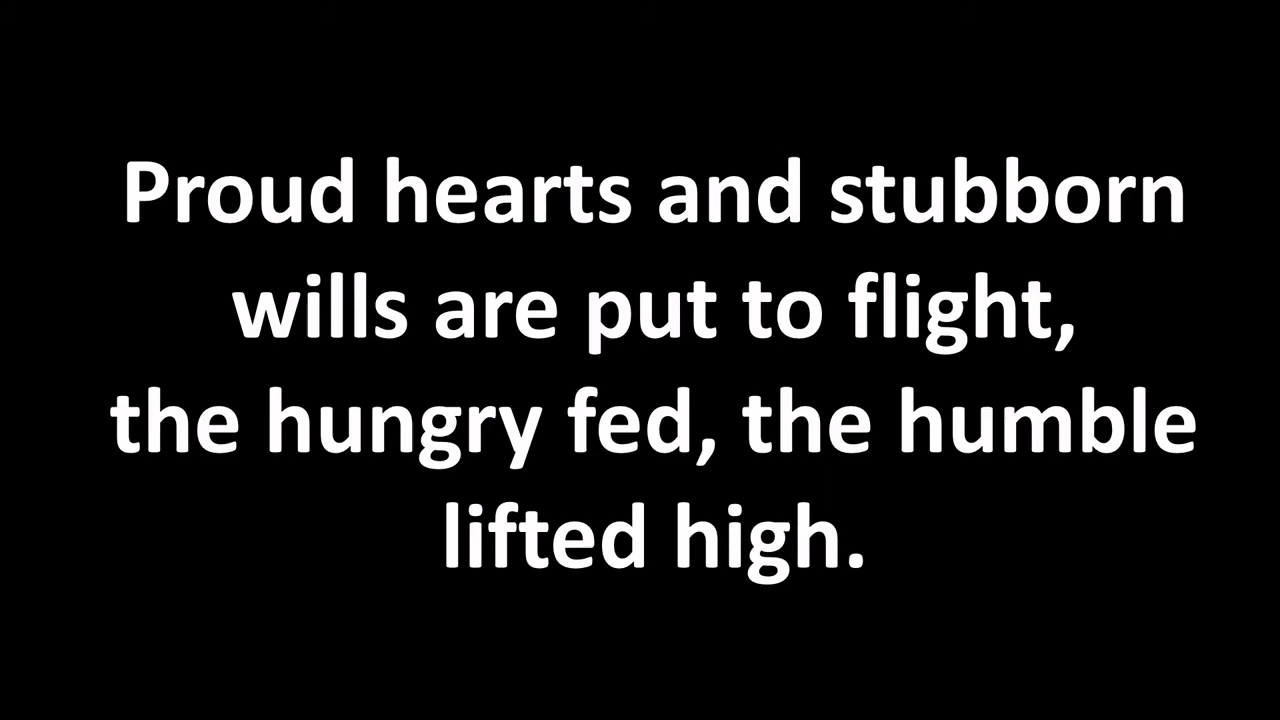 Proud hearts and stubborn
wills are put to flight,
the hungry fed, the humble
lifted high.